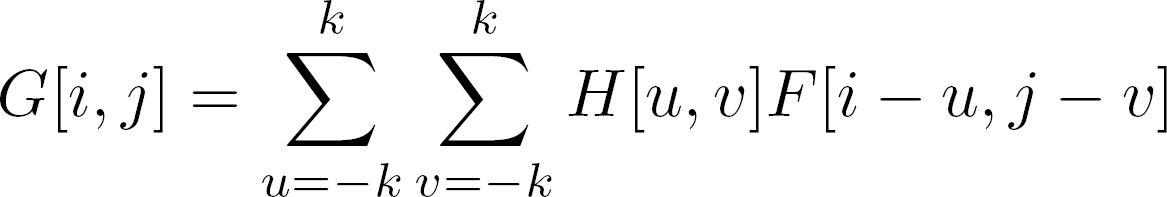 G[i, j] = \sum_{u=-k}^{k} \sum_{v=-k}^{k} H[u, v]F[i - u, j - v]